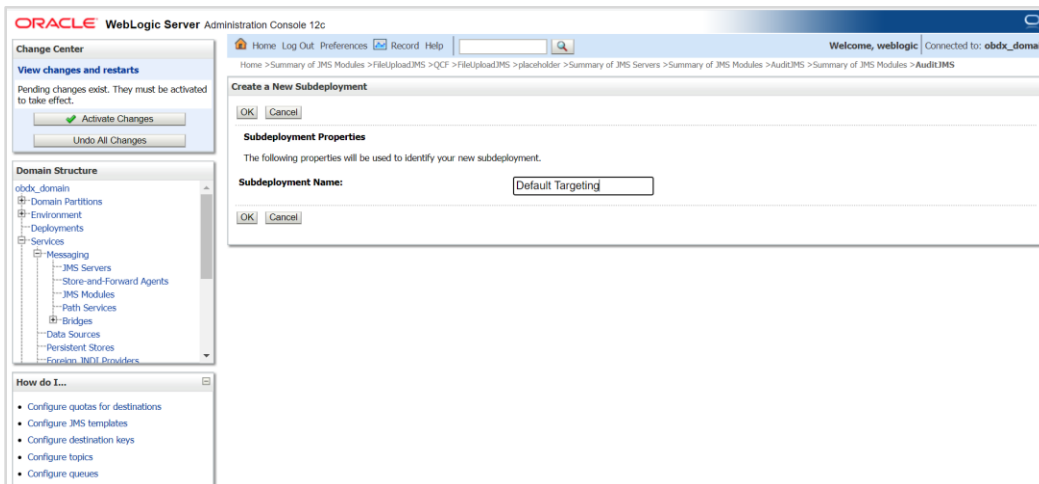 ORACLE WebLogic Server Administration Console 12c
Change Center
View changes and restarts
Pending changes exist. They must be activated
to take effect.
Activate Changes
Undo All Changes
Domain Structure
obdx_domain
Domain Partitions
Environment
Deployments
Services
Messaging
JMS Servers
Store-and-Forward Agents
JMS Modules
Path Services
Bridges
Data Sources
Persistent Stores
Foreign JNDI Providers
How do I...
Configure quotas for destinations
Configure JMS templates
Configure destination keys
Configure topics
Configure queues
Home Log Out Preferences Record Help
Welcome, weblogic Connected to: obdx_domai
Home >Summary of JMS Modules >FileUploadJMS >QCF >FileUploadJMS >placeholder >Summary of JMS Servers >Summary of JMS Modules >AuditJMS >Summary of JMS Modules >AuditJMS
Create a New Subdeployment
OK Cancel
Subdeployment Properties
The following properties will be used to identify your new subdeployment.
Subdeployment Name: Default Targeting
OK Cancel